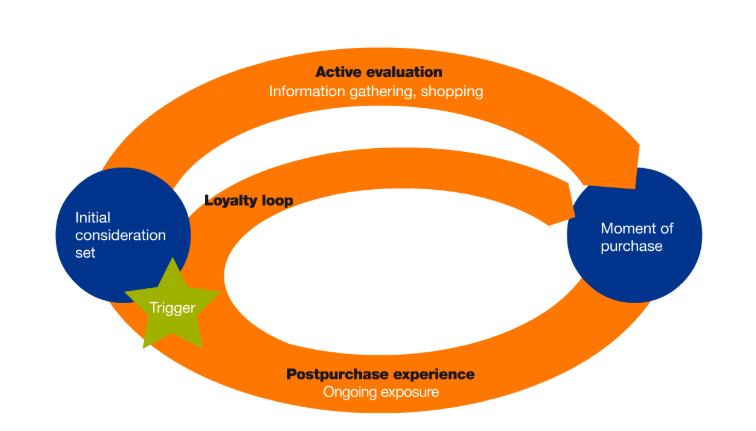 Active evaluation
Information gathering, shopping
Loyalty loop
Initial
consideration
set
Moment of
purchase
Trigger
Postpurchase experience
Ongoing exposure